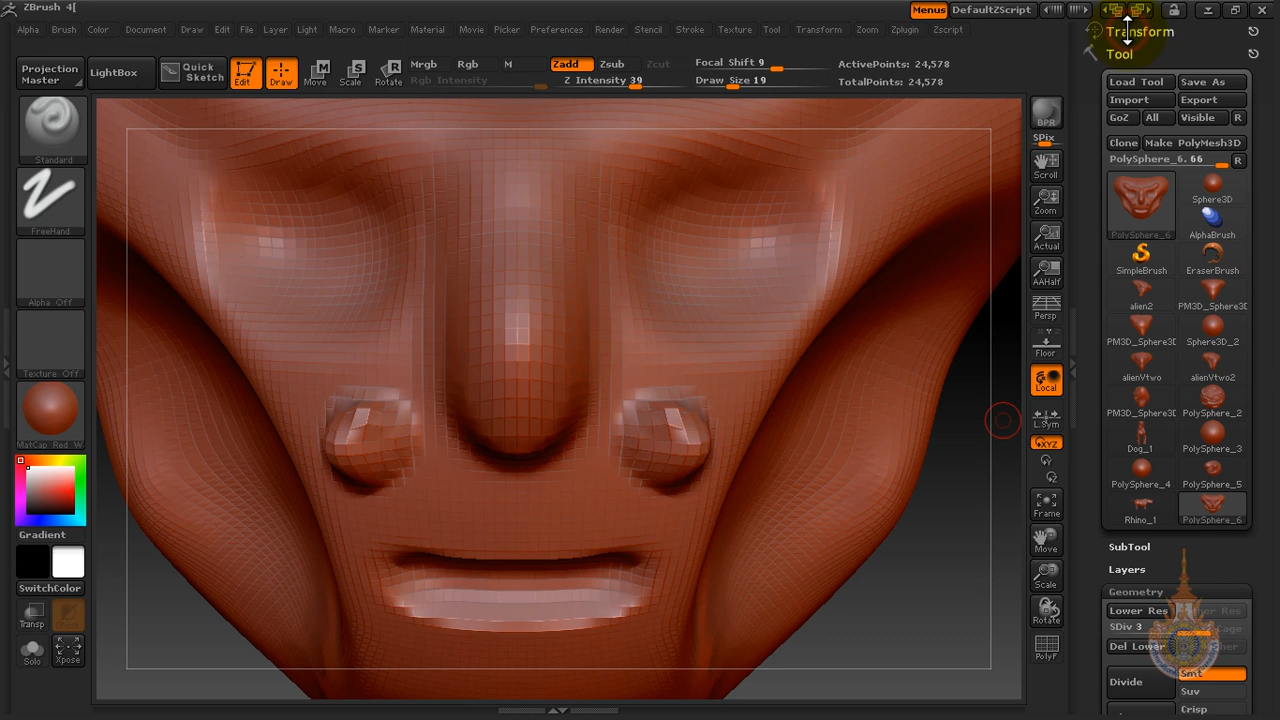 ZBrush 4[
Menus DefaultZScript
Alpha Brush Color Document Draw Edit File Layer Light Macro Marker Material Movie Picker Preferences Render Stencil Stroke Texture Tool Transform Zoom Zplugin Zscript
Transform
Tool
Projection Master
LightBox
Quick Sketch
Edit
Draw
Move
Scale
Rotate
Mrgb Rgb M Zadd Zsub Zcut
Rgb Intensity Z Intensity 39
Focal Shift 9
Draw Size 19
ActivePoints: 24,578
TotalPoints: 24,578
Standard
FreeHand
Alpha Off
Texture Off
MatCap Red W
Gradient
SwitchColor
Transp
Solo
Xpose
BPR
SPix
Scroll
Zoom
Actual
AAHalf
Persp
Floor
Local
L.Sym
XYZ
Frame
Move
Scale
Rotate
PolyF
Load Tool Save As
Import Export
GoZ All Visible R
Clone Make PolyMesh3D
PolySphere_6. 66 R
PolySphere_6
Sphere3D
AlphaBrush
SimpleBrush EraserBrush
alien2 PM3D_Sphere3D
PM3D_Sphere3D Sphere3D_2
alienVtwo alienVtwo2
PM3D_Sphere3D PolySphere_2
Dog_1 PolySphere_3
PolySphere_4 PolySphere_5
Rhino_1 PolySphere_6
SubTool
Layers
Geometry
Lower Res
SDiv 3
Del Lower
Divide
Smt
Suv
Crisp